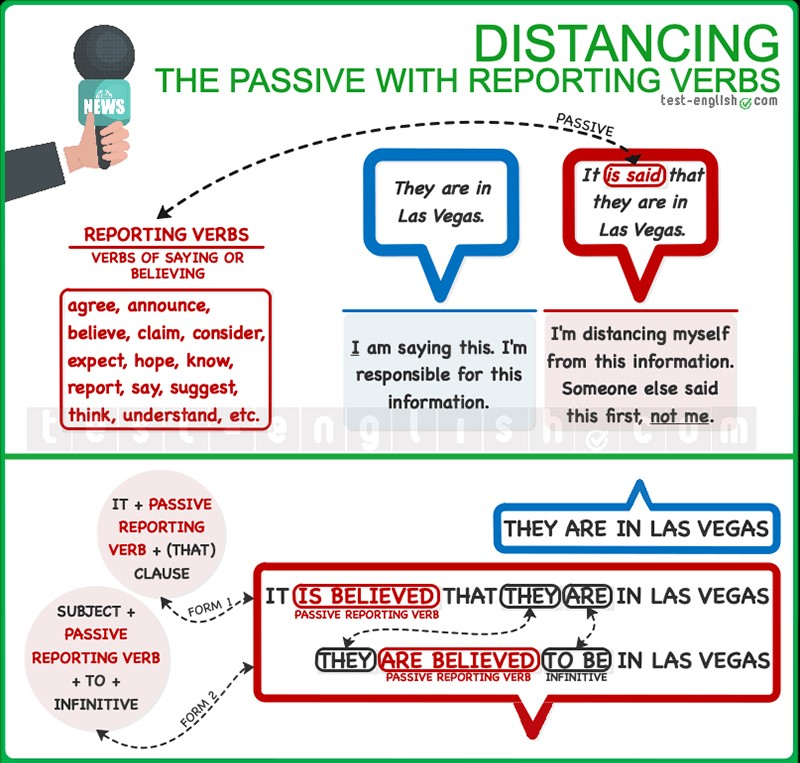 DISTANCING
THE PASSIVE WITH REPORTING VERBS
test-english.com
NEWS
PASSIVE
REPORTING VERBS
VERBS OF SAYING OR
BELIEVING
agree, announce,
believe, claim, consider,
expect, hope, know,
report, say, suggest,
think, understand, etc.
They are in
Las Vegas.
I am saying this. I'm
responsible for this
information.
It is said that
they are in
Las Vegas.
I'm distancing myself
from this information.
Someone else said
this first, not me.
test-english.com
IT + PASSIVE
REPORTING
VERB + (THAT)
CLAUSE
FORM 1
SUBJECT +
PASSIVE
REPORTING VERB
+ TO +
INFINITIVE
FORM 2
THEY ARE IN LAS VEGAS
IT IS BELIEVED THAT THEY ARE IN LAS VEGAS
PASSIVE REPORTING VERB
THEY ARE BELIEVED TO BE IN LAS VEGAS
PASSIVE REPORTING VERB INFINITIVE